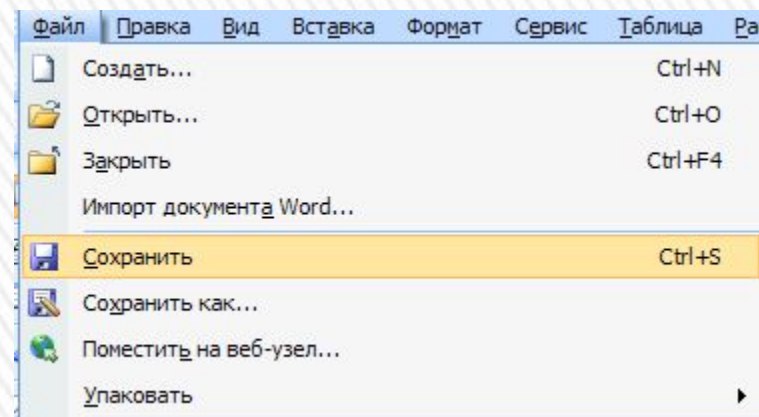 Файл Правка Вид Вставка Формат Сервис Таблица Ра
Создать... Ctrl+N
Открыть... Ctrl+O
Закрыть Ctrl+F4
Импорт документа Word...
Сохранить Ctrl+S
Сохранить как...
Поместить на веб-узел...
Упаковать